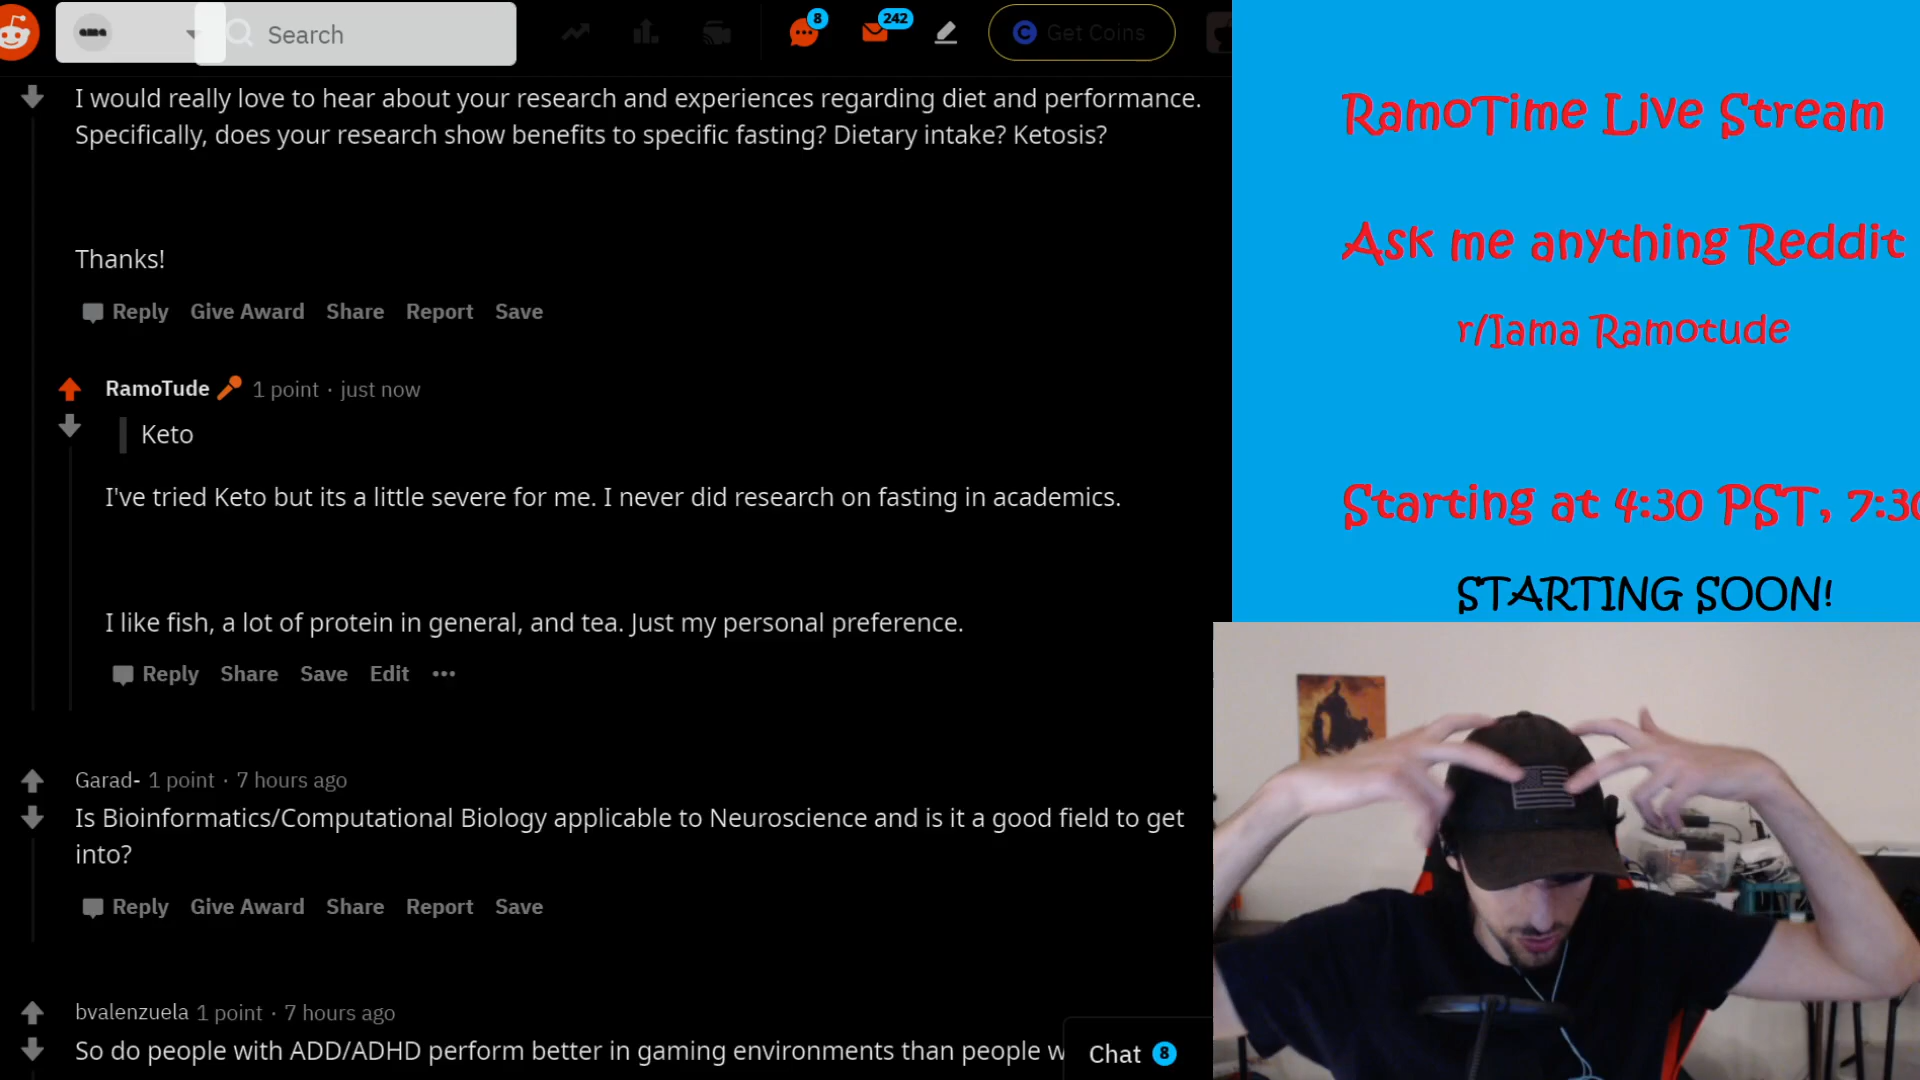 ama
Search
8
242
Get Coins
I would really love to hear about your research and experiences regarding diet and performance.
Specifically, does your research show benefits to specific fasting? Dietary intake? Ketosis?
Thanks!
Reply Give Award Share Report Save
RamoTude 1 point · just now
Keto
I've tried Keto but its a little severe for me. I never did research on fasting in academics.
I like fish, a lot of protein in general, and tea. Just my personal preference.
Reply Share Save Edit ...
Garad- 1 point · 7 hours ago
Is Bioinformatics/Computational Biology applicable to Neuroscience and is it a good field to get
into?
Reply Give Award Share Report Save
bvalenzuela 1 point · 7 hours ago
So do people with ADD/ADHD perform better in gaming environments than people w
Chat 8
RamoTime Live Stream
Ask me anything Reddit
r/Iama Ramotude
Starting at 4:30 PST, 7:30
STARTING SOON!